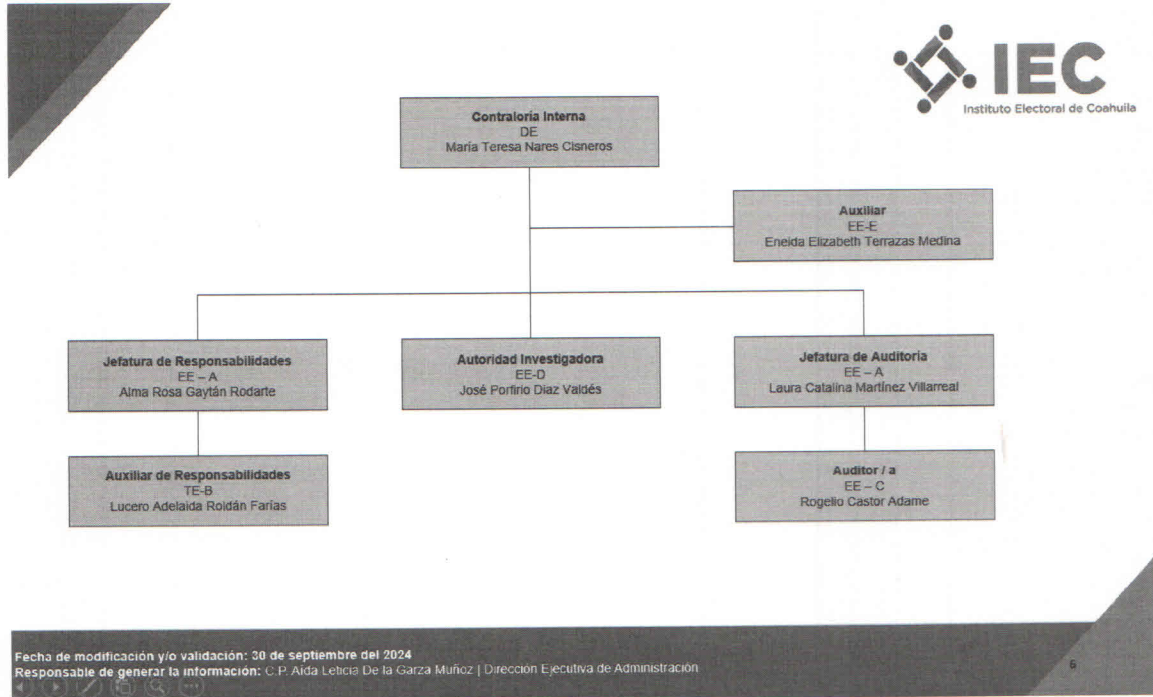 IEC
Instituto Electoral de Coahuila
Contraloría Interna
DE
María Teresa Nares Cisneros
Auxiliar
EE-E
Eneida Elizabeth Terrazas Medina
Jefatura de Responsabilidades
EE – A
Alma Rosa Gaytán Rodarte
Autoridad Investigadora
EE-D
José Porfirio Díaz Valdés
Jefatura de Auditoría
EE – A
Laura Catalina Martínez Villarreal
Auxiliar de Responsabilidades
TE-B
Lucero Adelaida Roldán Farías
Auditor / a
EE – C
Rogelio Castor Adame
Fecha de modificación y/o validación: 30 de septiembre del 2024
Responsable de generar la información: C.P. Aída Leticia De la Garza Muñoz | Dirección Ejecutiva de Administración
6